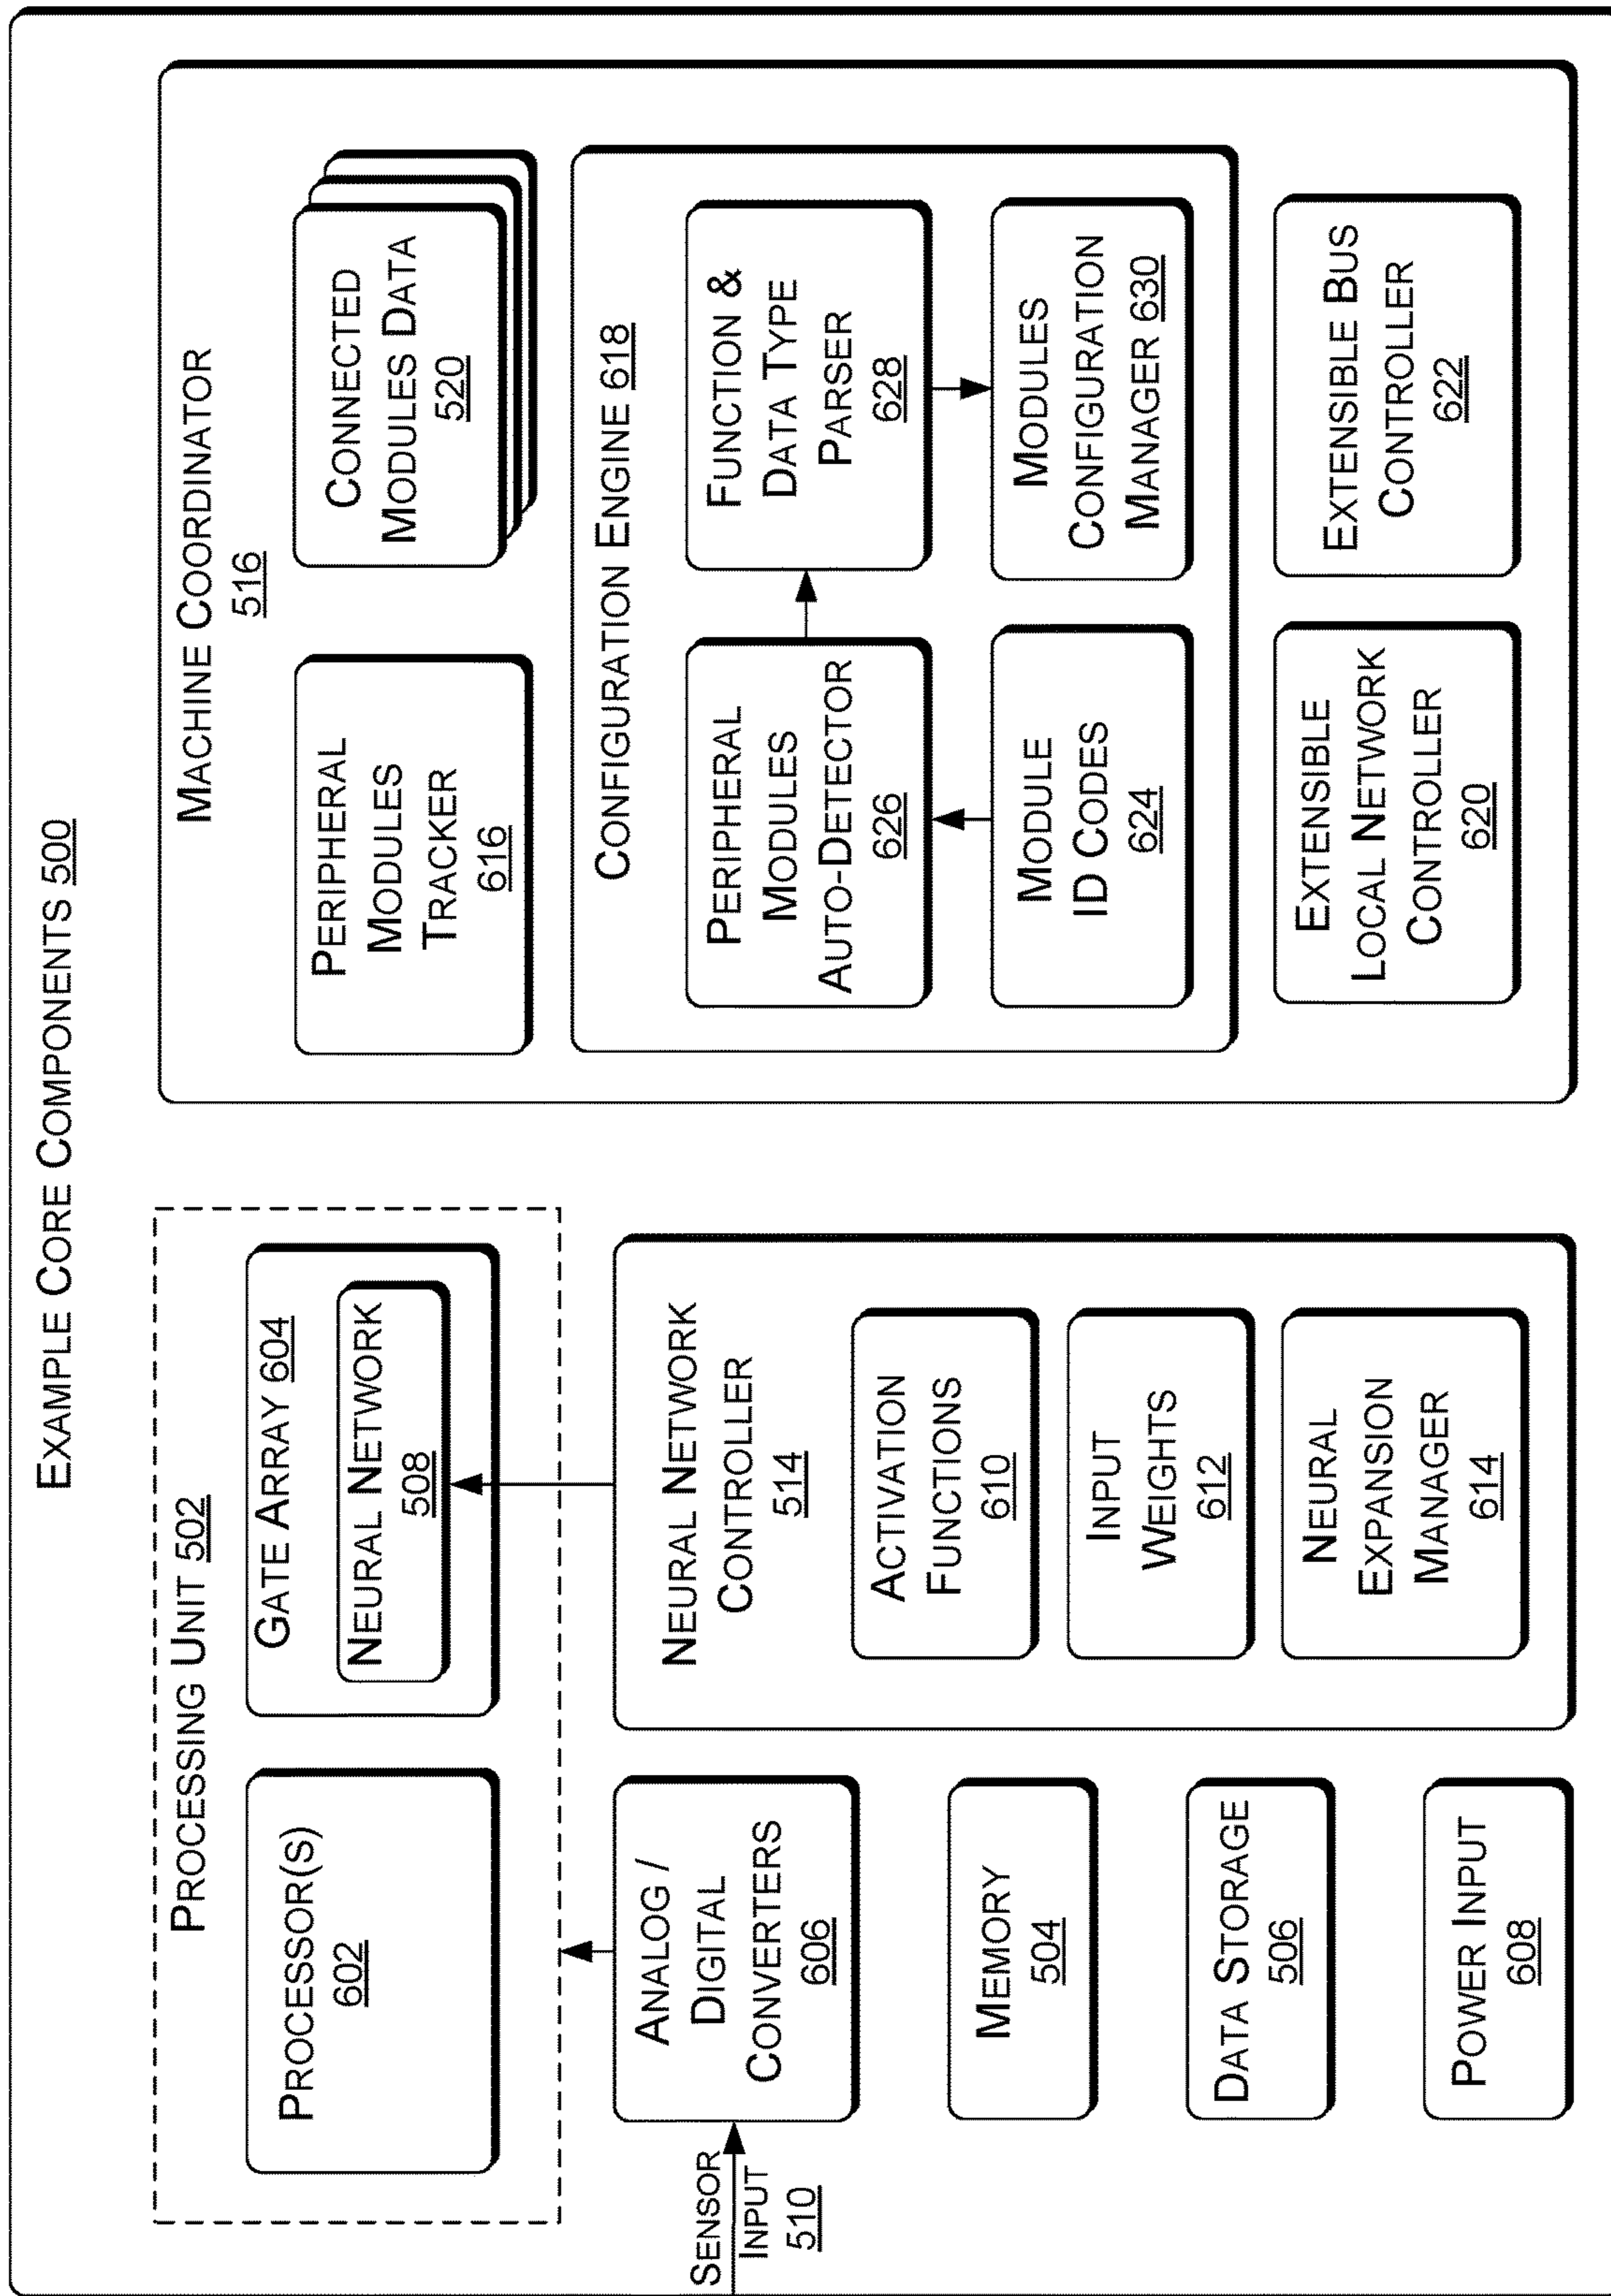 EXAMPLE CORE COMPONENTS 500
PROCESSING UNIT 502
PROCESSOR(S)
602
GATE ARRAY 604
NEURAL NETWORK
508
SENSOR
INPUT
510
ANALOG /
DIGITAL
CONVERTERS
606
MEMORY
504
DATA STORAGE
506
POWER INPUT
608
NEURAL NETWORK
CONTROLLER
514
ACTIVATION
FUNCTIONS
610
INPUT
WEIGHTS
612
NEURAL
EXPANSION
MANAGER
614
MACHINE COORDINATOR
516
PERIPHERAL
MODULES
TRACKER
616
CONNECTED
MODULES DATA
520
CONFIGURATION ENGINE 618
PERIPHERAL
MODULES
AUTO-DETECTOR
626
FUNCTION &
DATA TYPE
PARSER
628
MODULE
ID CODES
624
MODULES
CONFIGURATION
MANAGER 630
EXTENSIBLE
LOCAL NETWORK
CONTROLLER
620
EXTENSIBLE BUS
CONTROLLER
622